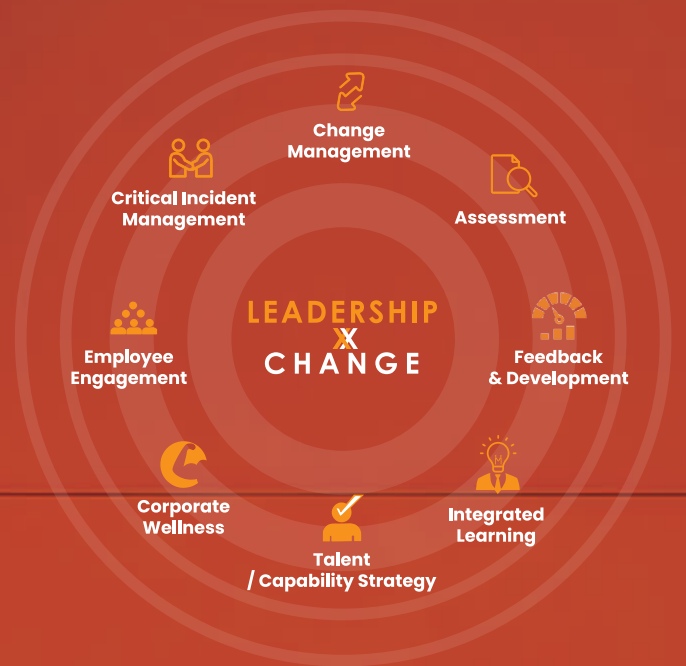 Change
Management
Critical Incident
Management
Assessment
LEADERSHIP
X
CHANGE
Employee
Engagement
Feedback
& Development
Corporate
Wellness
Integrated
Learning
Talent
/ Capability Strategy
M